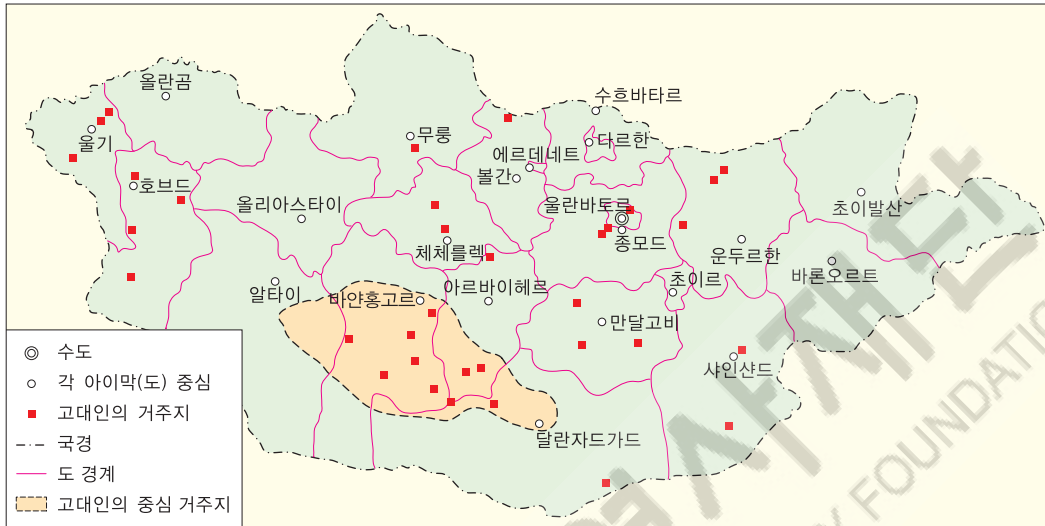 올란곰
수흐바타르
울기
무룽
다르한
에르데네트
볼간
호브드
초이발산
올리아스타이
울란바토르
체체를렉
종모드
운두르한
바론오르트
알타이
바얀홍고르
아르바이헤르
초이르
만달고비
샤인샨드
달란자드가드
수도
각 아이막(도) 중심
고대인의 거주지
국경
도 경계
고대인의 중심 거주지
역사재단
Y FOUNDATION